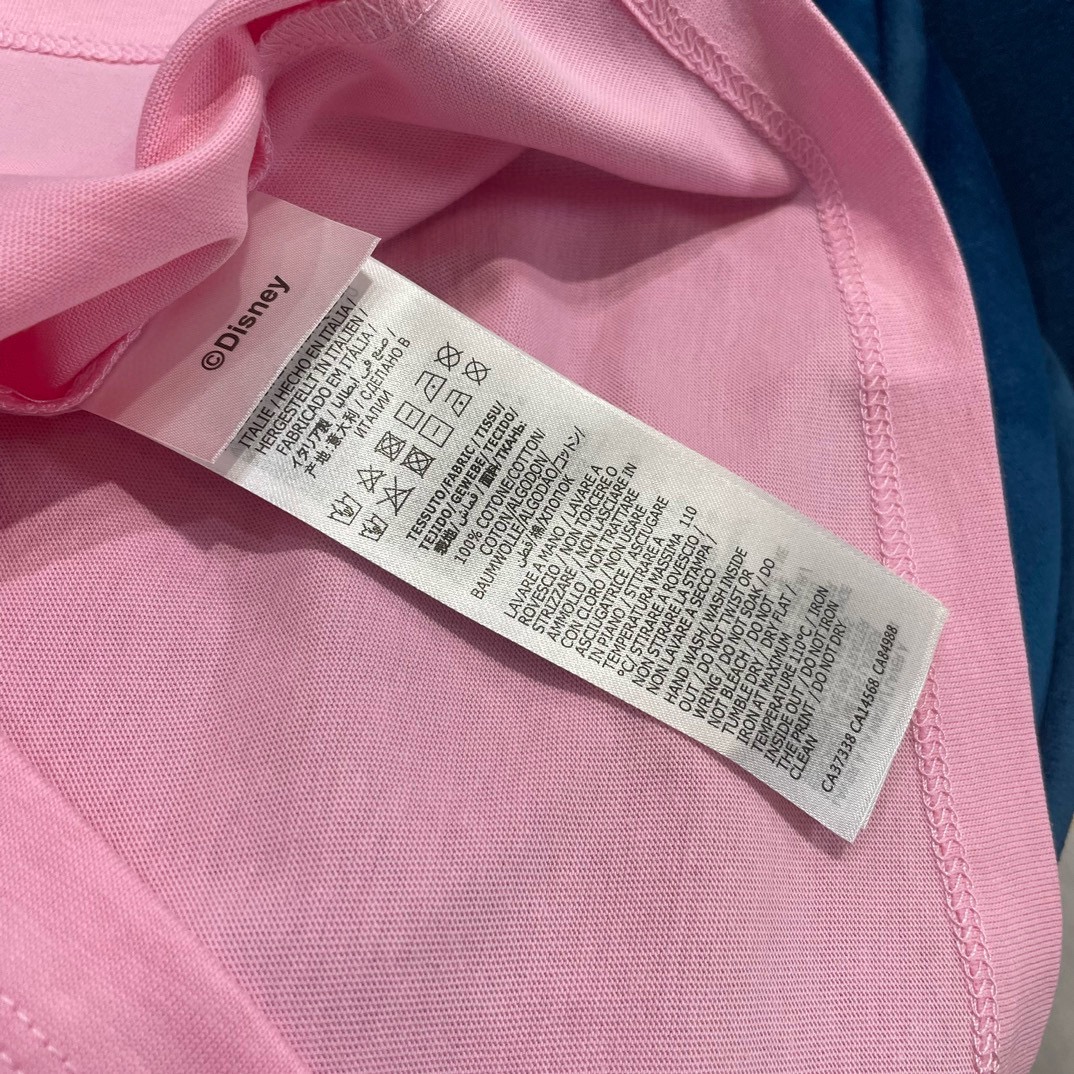 ©Disney
ITALIE / HECHO EN ITALIA /
HERGESTELLT IN ITALIEN
FABRICADO EM ITALIA /
イタリア製 / صنع في إيطاليا /
产地:意大利 / СДЕЛАНО В
ИТАЛИИ
TESSUTO/FABRIC/TISSU/
TEJIDO/GEWEBE/TECIDO/
قماش / 面料/ТКАНЬ:
100% COTONE/COTTON/
COTON/ALGODON/
BAUMWOLLE/ALGODAO/コットン/
قطن/棉/ХЛОПОК
LAVARE A MANO / LAVARE A
ROVESCIO / NON TORCERE O
STRIZZARE / NON LASCIARE IN
AMMOLLO / NON TRATTARE
CON CLORO / NON USARE
ASCIUGATRICE / ASCIUGARE
IN PIANO / STIRARE A
TEMPERATURA MASSIMA 110
°C/ STIRARE A ROVESCIO /
NON STIRARE LA STAMPA /
NON LAVARE A SECCO
HAND WASH / WASH INSIDE
OUT / DO NOT TWIST OR
WRING / DO NOT SOAK / DO
NOT BLEACH / DO NOT
TUMBLE DRY / DRY FLAT /
IRON AT MAXIMUM
TEMPERATURE 110°C / IRON
INSIDE OUT / DO NOT IRON
THE PRINT / DO NOT DRY
CLEAN
CA37338 CA14568 CA84988